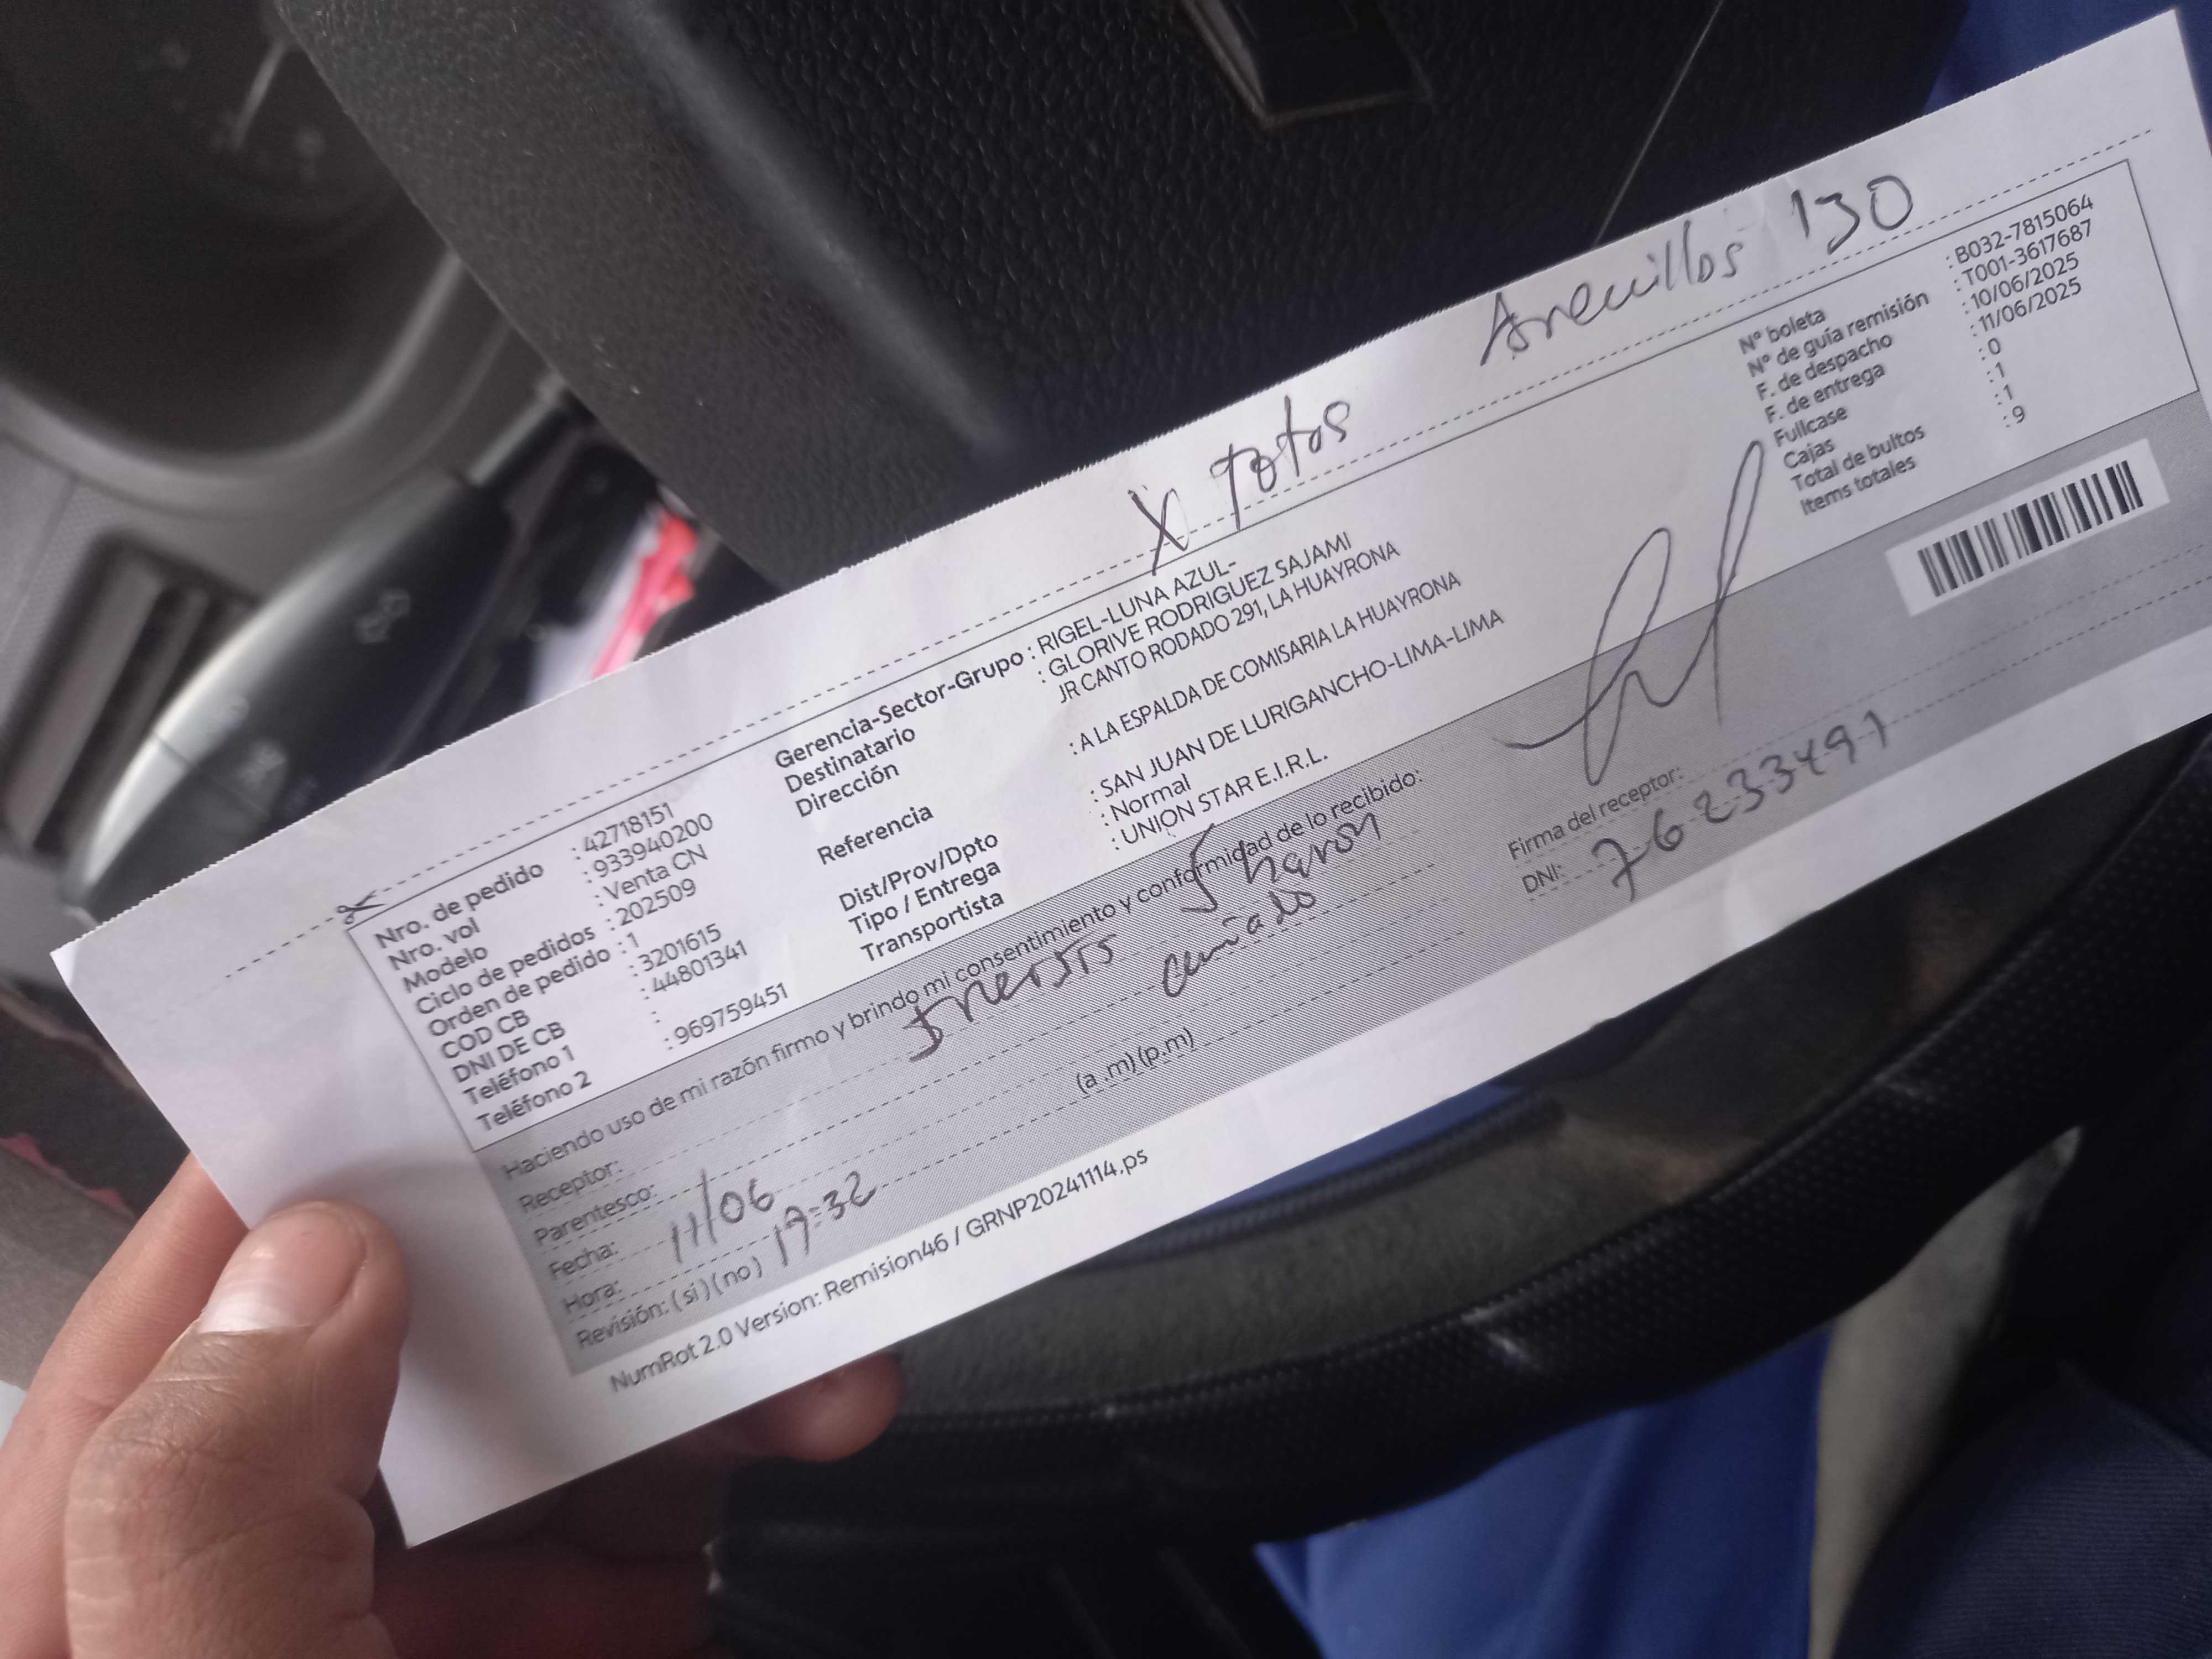 X Totos
Arecillos 130
Nro. de pedido : 42718151
Nro. vol : 933940200
Modelo : Venta CN
Ciclo de pedidos : 202509
Orden de pedido : 1
COD CB : 3201615
DNI DE CB : 44801341
Teléfono 1 :
Teléfono 2 : 969759451
Gerencia-Sector-Grupo : RIGEL-LUNA AZUL-
Destinatario : GLORIVE RODRIGUEZ SAJAMI
Dirección JR CANTO RODADO 291, LA HUAYRONA
Referencia : A LA ESPALDA DE COMISARIA LA HUAYRONA
Dist/Prov/Dpto : SAN JUAN DE LURIGANCHO-LIMA-LIMA
Tipo / Entrega : Normal
Transportista : UNION STAR E.I.R.L.
N° boleta : B032-7815064
N° de guía remisión : T001-3617687
F. de despacho : 10/06/2025
F. de entrega : 11/06/2025
Fullcase : 0
Cajas : 1
Total de bultos : 1
Items totales : 9
Haciendo uso de mi razón firmo y brindo mi consentimiento y conformidad de lo recibido:
Receptor: Sharon
Parentesco: cuñado
Fecha: 11/06
Hora: 17:32 (a .m) (p.m)
Revisión: (sí) (no)
Firma del receptor:
DNI: 76233491
NumRot 2.0 Version: Remision46 / GRNP20241114.ps